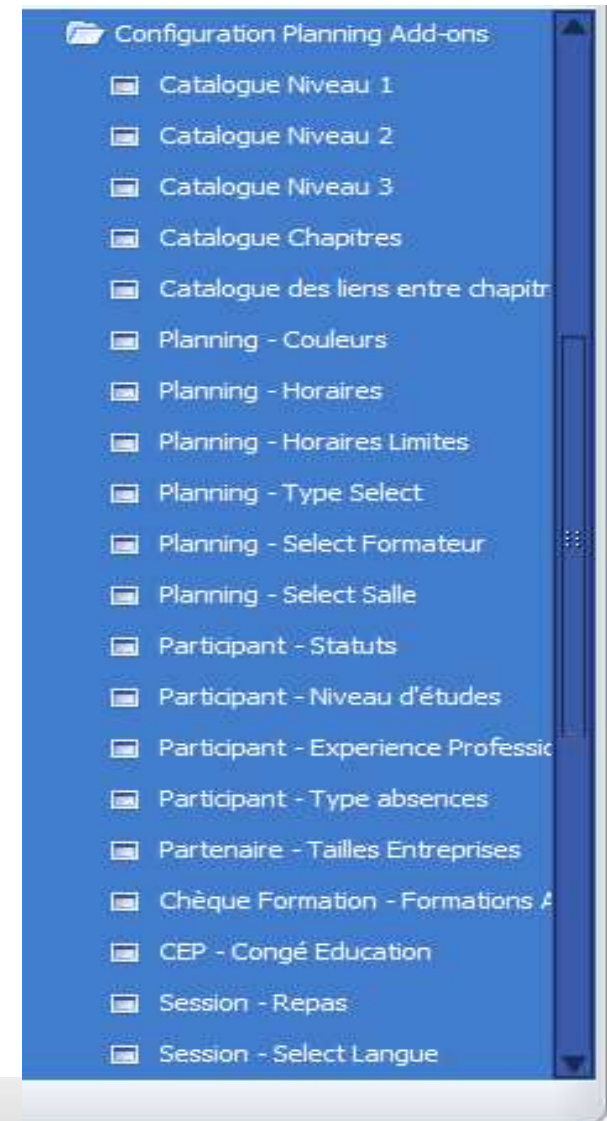 Configuration Planning Add-ons
Catalogue Niveau 1
Catalogue Niveau 2
Catalogue Niveau 3
Catalogue Chapitres
Catalogue des liens entre chapitr
Planning - Couleurs
Planning - Horaires
Planning - Horaires Limites
Planning - Type Select
Planning - Select Formateur
Planning - Select Salle
Participant - Statuts
Participant - Niveau d'études
Participant - Experience Professic
Participant - Type absences
Partenaire - Tailles Entreprises
Chèque Formation - Formations A
CEP - Congé Education
Session - Repas
Session - Select Langue